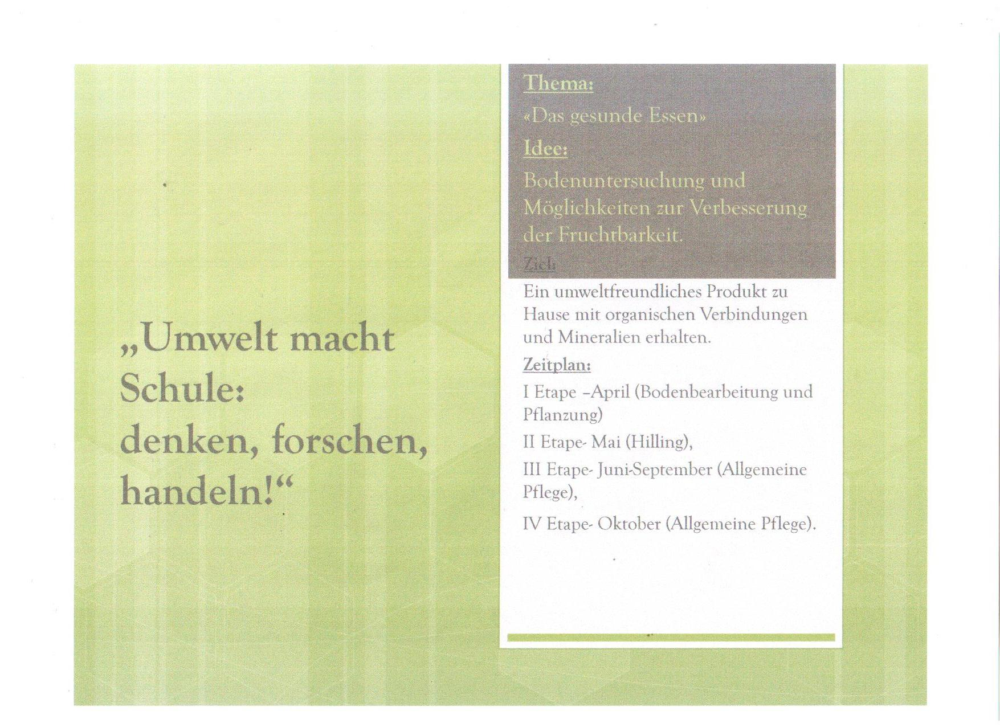 „Umwelt macht
Schule:
denken, forschen,
handeln!“
Thema:
«Das gesunde Essen»
Idee:
Bodenuntersuchung und
Möglichkeiten zur Verbesserung
der Fruchtbarkeit.
Ziel:
Ein umweltfreundliches Produkt zu
Hause mit organischen Verbindungen
und Mineralien erhalten.
Zeitplan:
I Etape –April (Bodenbearbeitung und
Pflanzung)
II Etape- Mai (Hilling),
III Etape- Juni-September (Allgemeine
Pflege),
IV Etape- Oktober (Allgemeine Pflege).